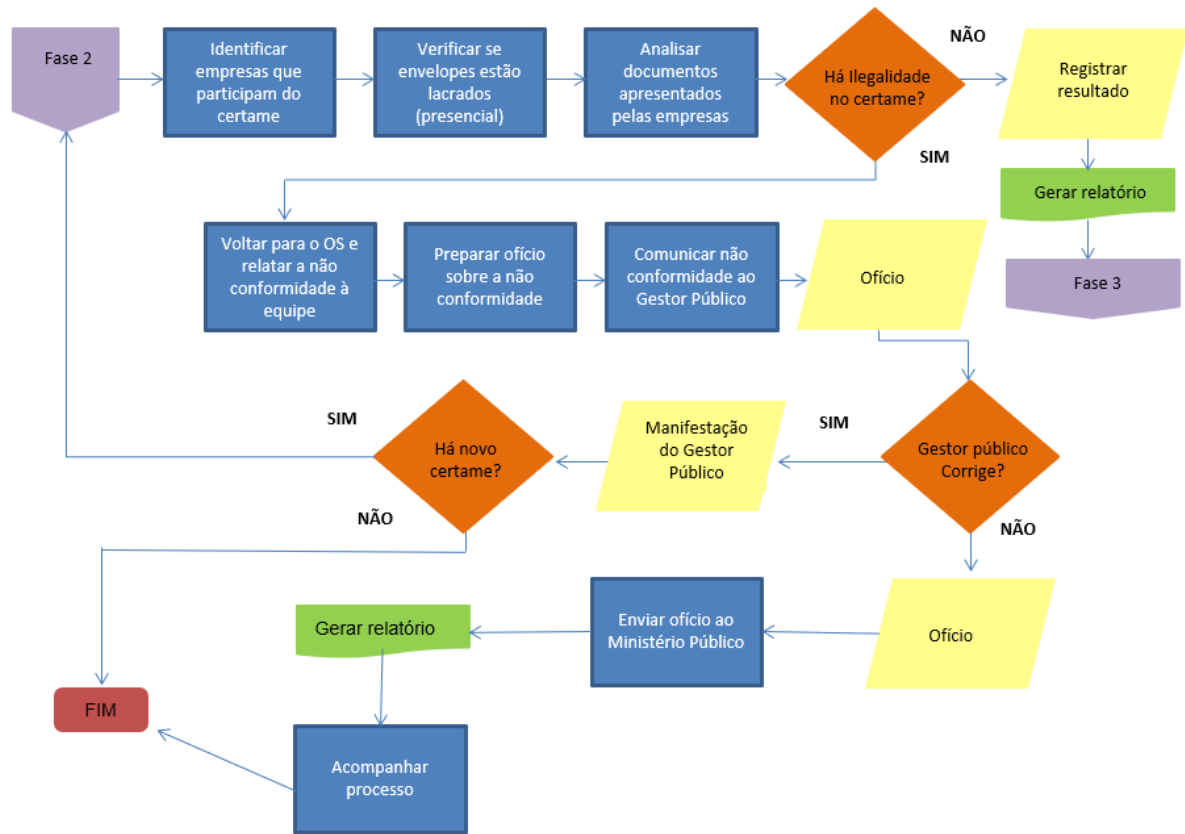 Fase 2
Identificar
empresas que
participam do
certame
Verificar se
envelopes estão
lacrados
(presencial)
Analisar
documentos
apresentados
pelas empresas
Há Ilegalidade
no certame?
NÃO
SIM
Registrar
resultado
Gerar relatório
Fase 3
Voltar para o OS e
relatar a não
conformidade à
equipe
Preparar ofício
sobre a não
conformidade
Comunicar não
conformidade ao
Gestor Público
Ofício
Gestor público
Corrige?
SIM
NÃO
Manifestação
do Gestor
Público
Há novo
certame?
SIM
NÃO
Ofício
Enviar ofício ao
Ministério Público
Gerar relatório
Acompanhar
processo
FIM